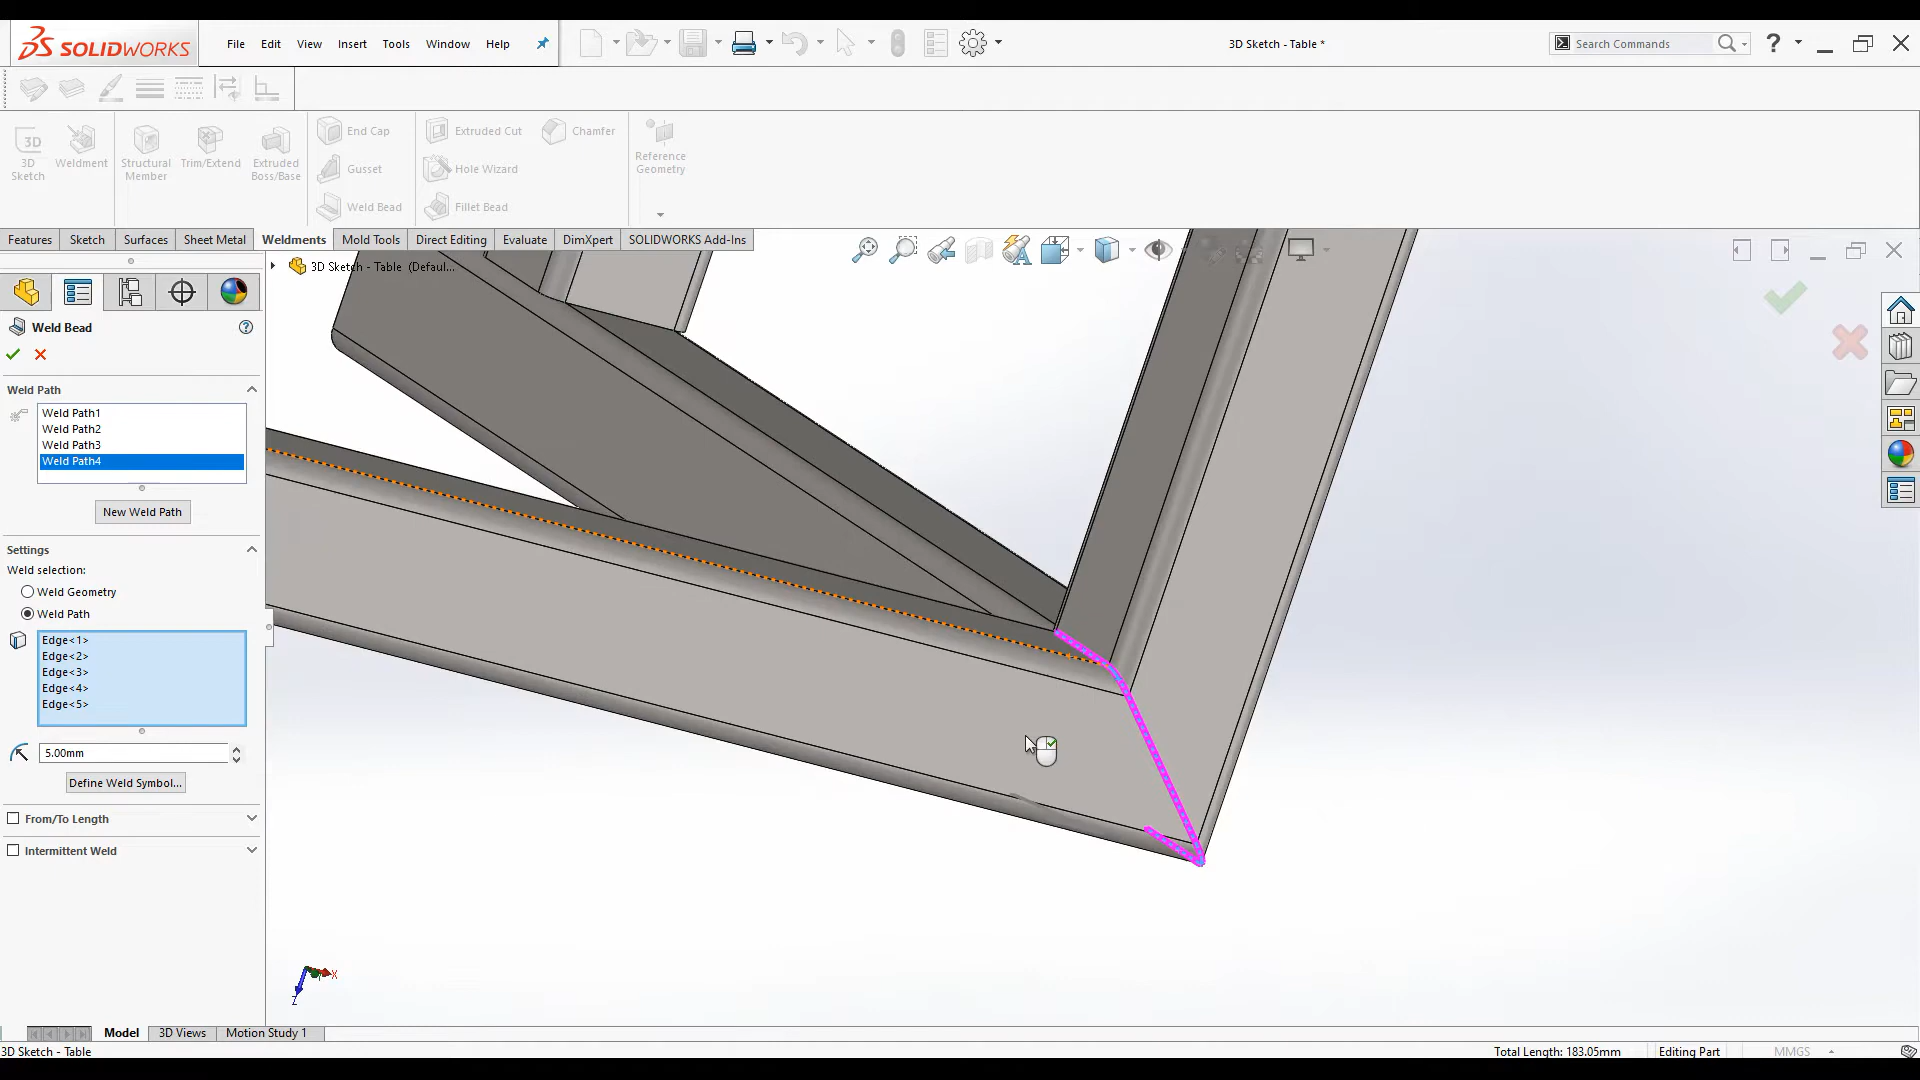 SOLIDWORKS
File Edit View Insert Tools Window Help
3D Sketch - Table *
Search Commands
3D Sketch
Weldment
Structural Member
Trim/Extend
Extruded Boss/Base
End Cap
Gusset
Weld Bead
Extruded Cut
Hole Wizard
Fillet Bead
Chamfer
Reference Geometry
Features Sketch Surfaces Sheet Metal Weldments Mold Tools Direct Editing Evaluate DimXpert SOLIDWORKS Add-Ins
3D Sketch - Table (Defaul...
Weld Bead
Weld Path
Weld Path1
Weld Path2
Weld Path3
Weld Path4
New Weld Path
Settings
Weld selection:
Weld Geometry
Weld Path
Edge<1>
Edge<2>
Edge<3>
Edge<4>
Edge<5>
5.00mm
Define Weld Symbol...
From/To Length
Intermittent Weld
X
Z
Model 3D Views Motion Study 1
3D Sketch - Table
Total Length: 183.05mm Editing Part MMGS